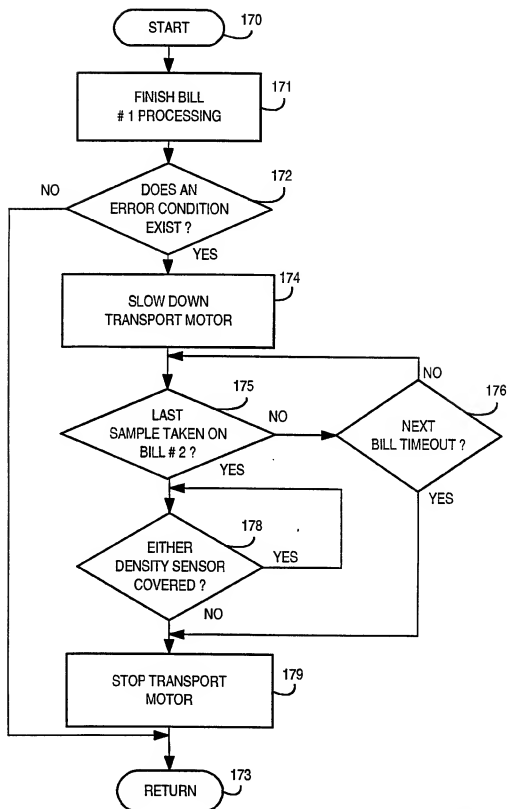 START
170
FINISH BILL
# 1 PROCESSING
171
DOES AN
ERROR CONDITION
EXIST ?
172
NO
YES
SLOW DOWN
TRANSPORT MOTOR
174
LAST
SAMPLE TAKEN ON
BILL # 2 ?
175
NO
YES
NEXT
BILL TIMEOUT ?
176
NO
YES
EITHER
DENSITY SENSOR
COVERED ?
178
YES
NO
STOP TRANSPORT
MOTOR
179
RETURN
173